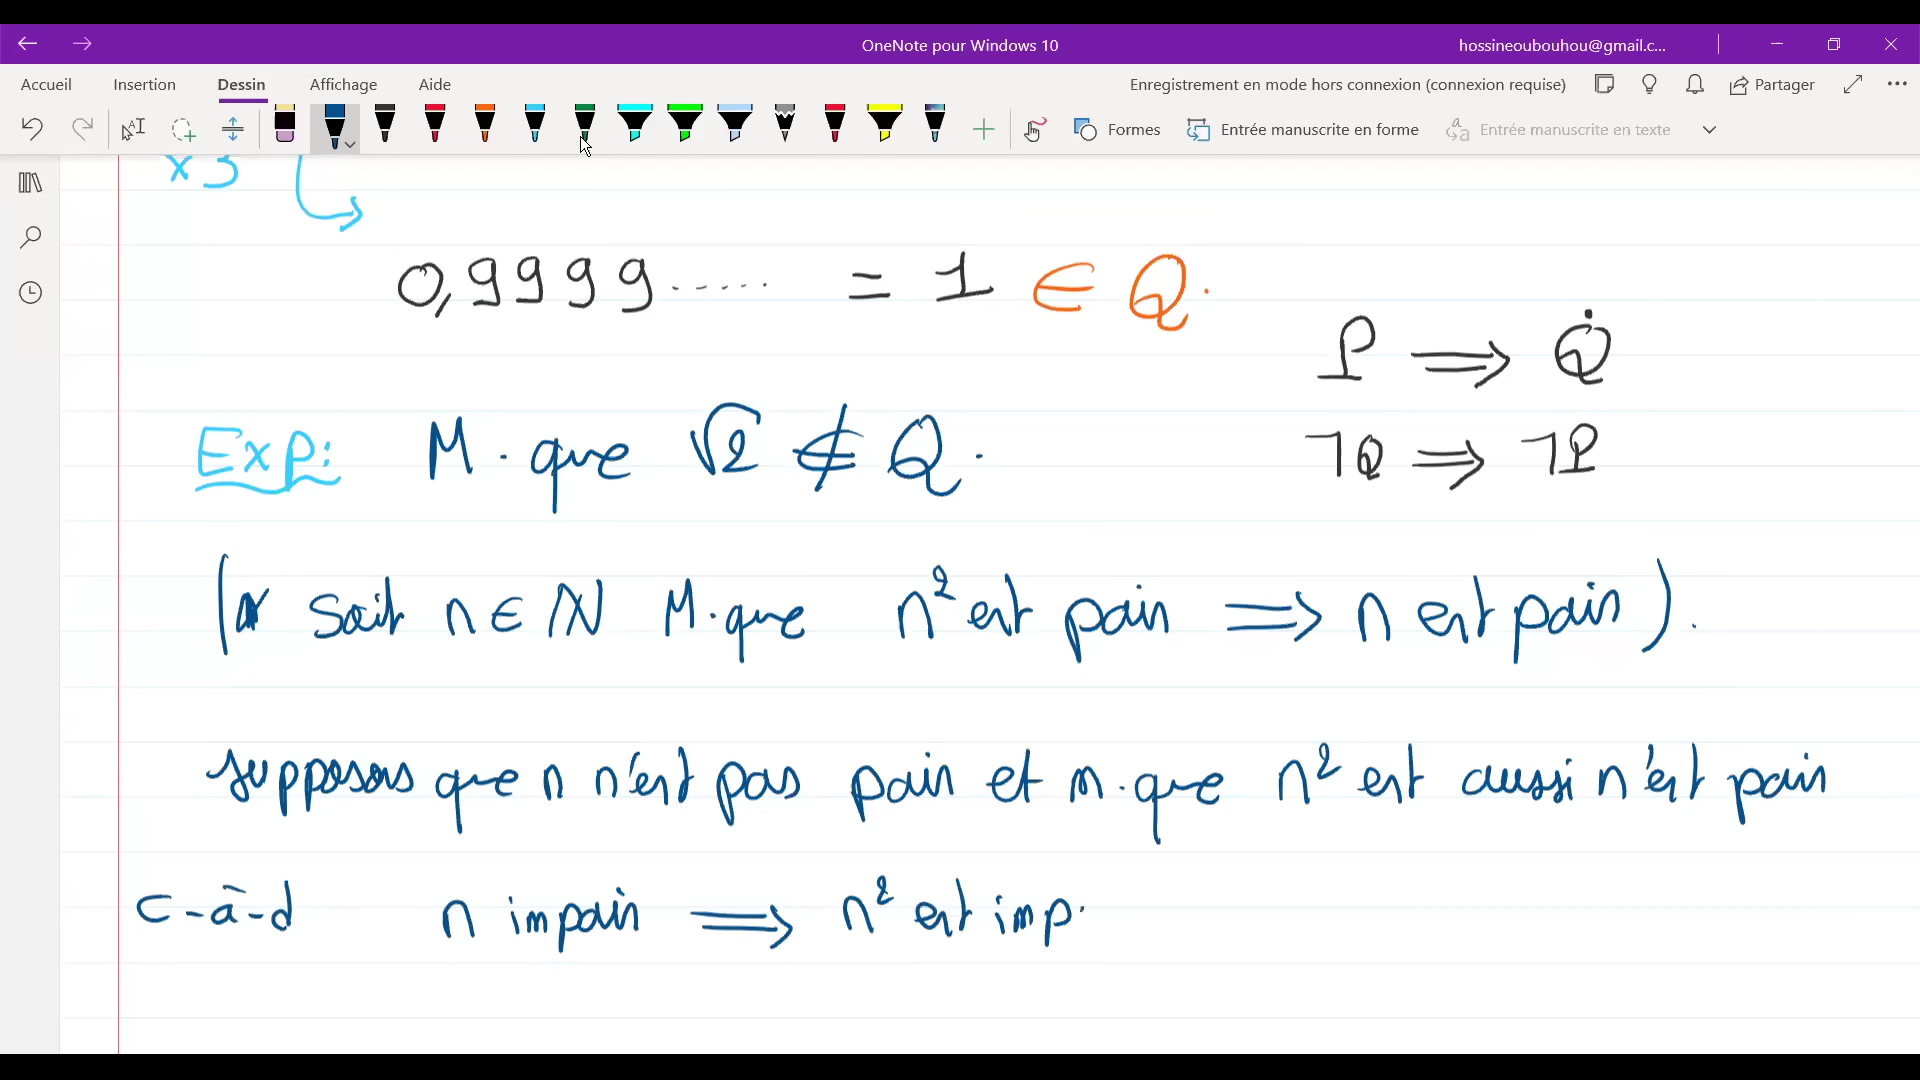 OneNote pour Windows 10
hossineoubouhou@gmail.c...
Accueil Insertion Dessin Affichage Aide
Enregistrement en mode hors connexion (connexion requise)
Partager
Formes
Entrée manuscrite en forme
Entrée manuscrite en texte
x 3
0,9999..... = 1 ∈ Q.
P ⟹ Q
Exp: M.que √2 ∉ Q.
¬Q ⟹ ¬P
( Soit n ∈ ℕ M.que n² est pair ⟹ n est pair ).
supposons que n n'est pas pair et m.que n² est aussi n'est pair
c-à-d n impair ⟹ n² est imp.